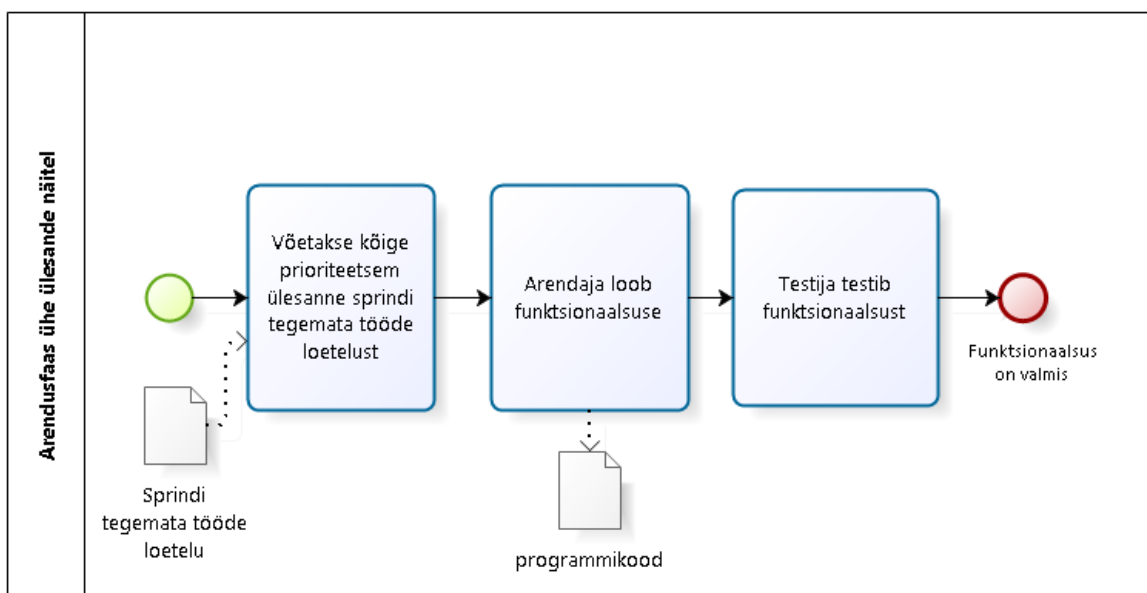 Arendusfaas ühe ülesande näitel
Võetakse kõige
prioriteetsem
ülesanne sprindi
tegemata tööde
loetelust
Arendaja loob
funktsionaalsuse
Testija testib
funktsionaalsust
Funktsionaalsus
on valmis
Sprindi
tegemata tööde
loetelu
programmikood